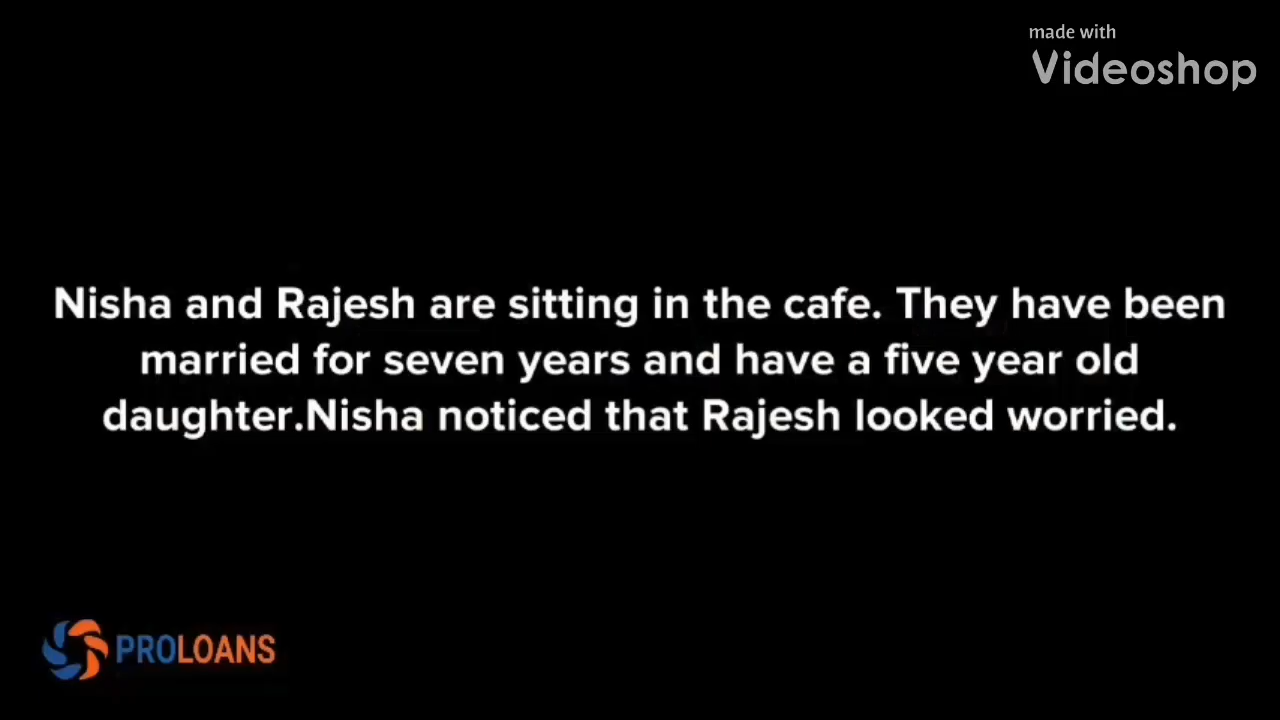 made with
Videoshop
Nisha and Rajesh are sitting in the cafe. They have been
married for seven years and have a five year old
daughter.Nisha noticed that Rajesh looked worried.
PROLOANS